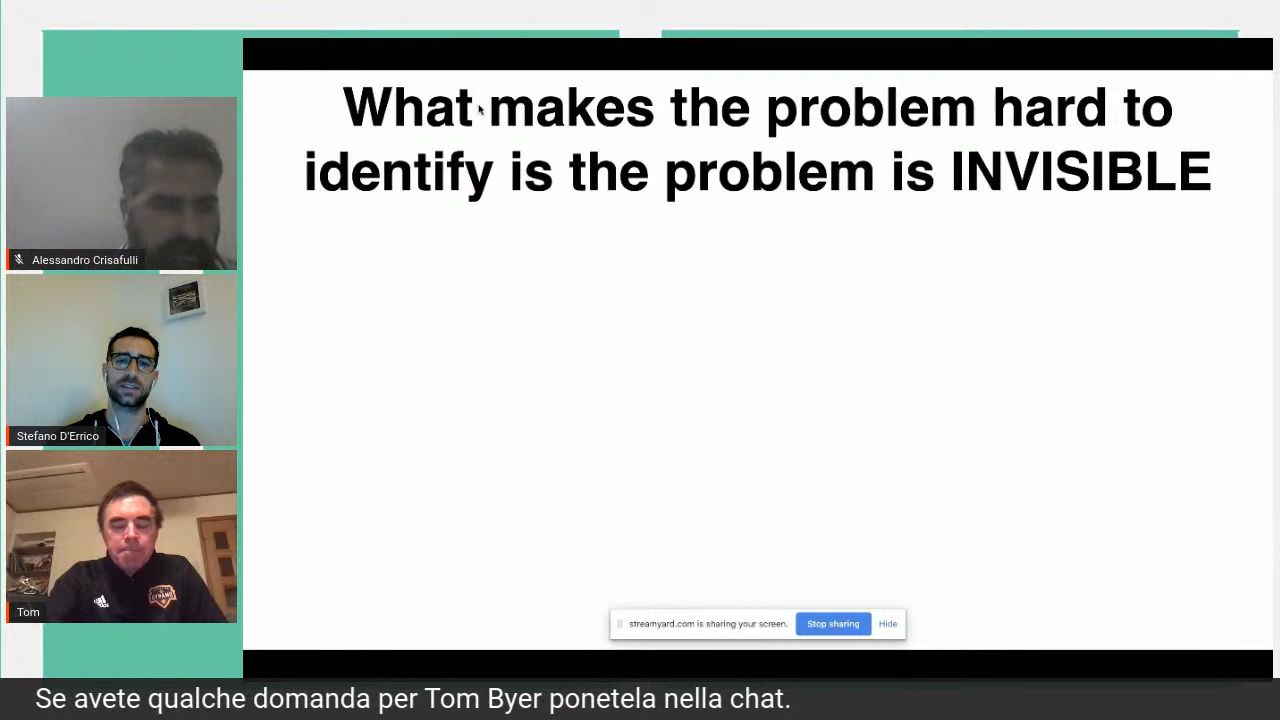 What makes the problem hard to
identify is the problem is INVISIBLE
Alessandro Crisafulli
Stefano D'Errico
Tom
streamyard.com is sharing your screen.
Stop sharing
Hide
Se avete qualche domanda per Tom Byer ponetela nella chat.